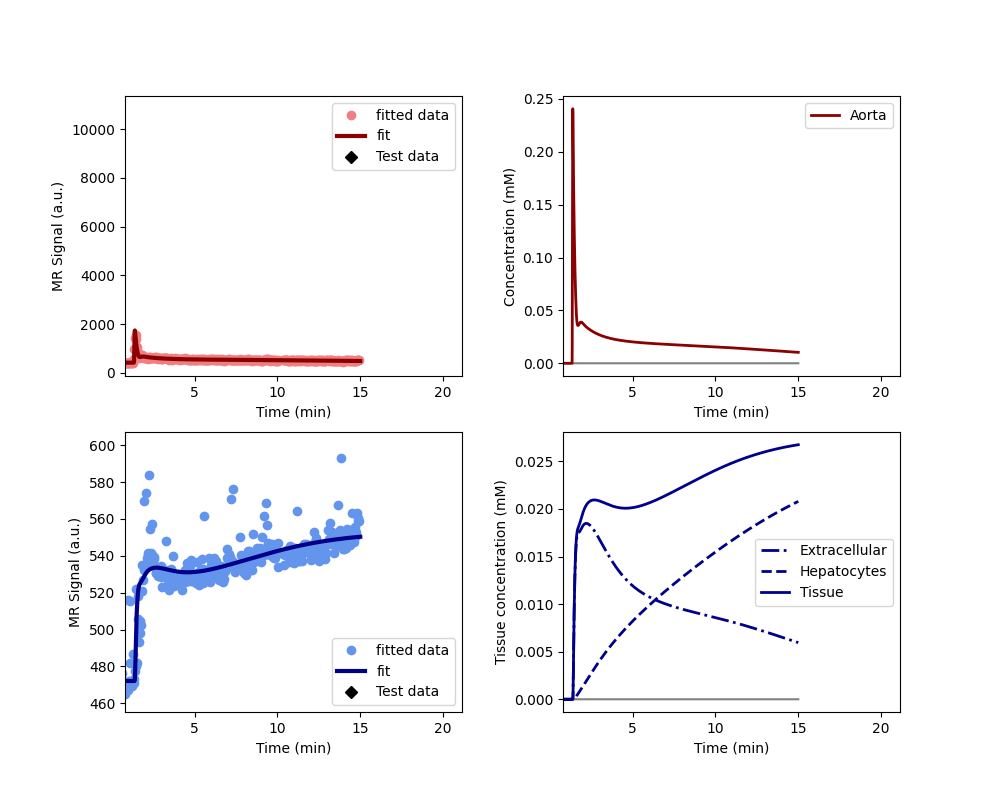 10000
8000
6000
4000
2000
0
MR Signal (a.u.)
fitted data
fit
Test data
5
10
15
20
Time (min)
0.25
0.20
0.15
0.10
0.05
0.00
Concentration (mM)
Aorta
5
10
15
20
Time (min)
600
580
560
540
520
500
480
460
MR Signal (a.u.)
fitted data
fit
Test data
5
10
15
20
Time (min)
0.025
0.020
0.015
0.010
0.005
0.000
Tissue concentration (mM)
Extracellular
Hepatocytes
Tissue
5
10
15
20
Time (min)